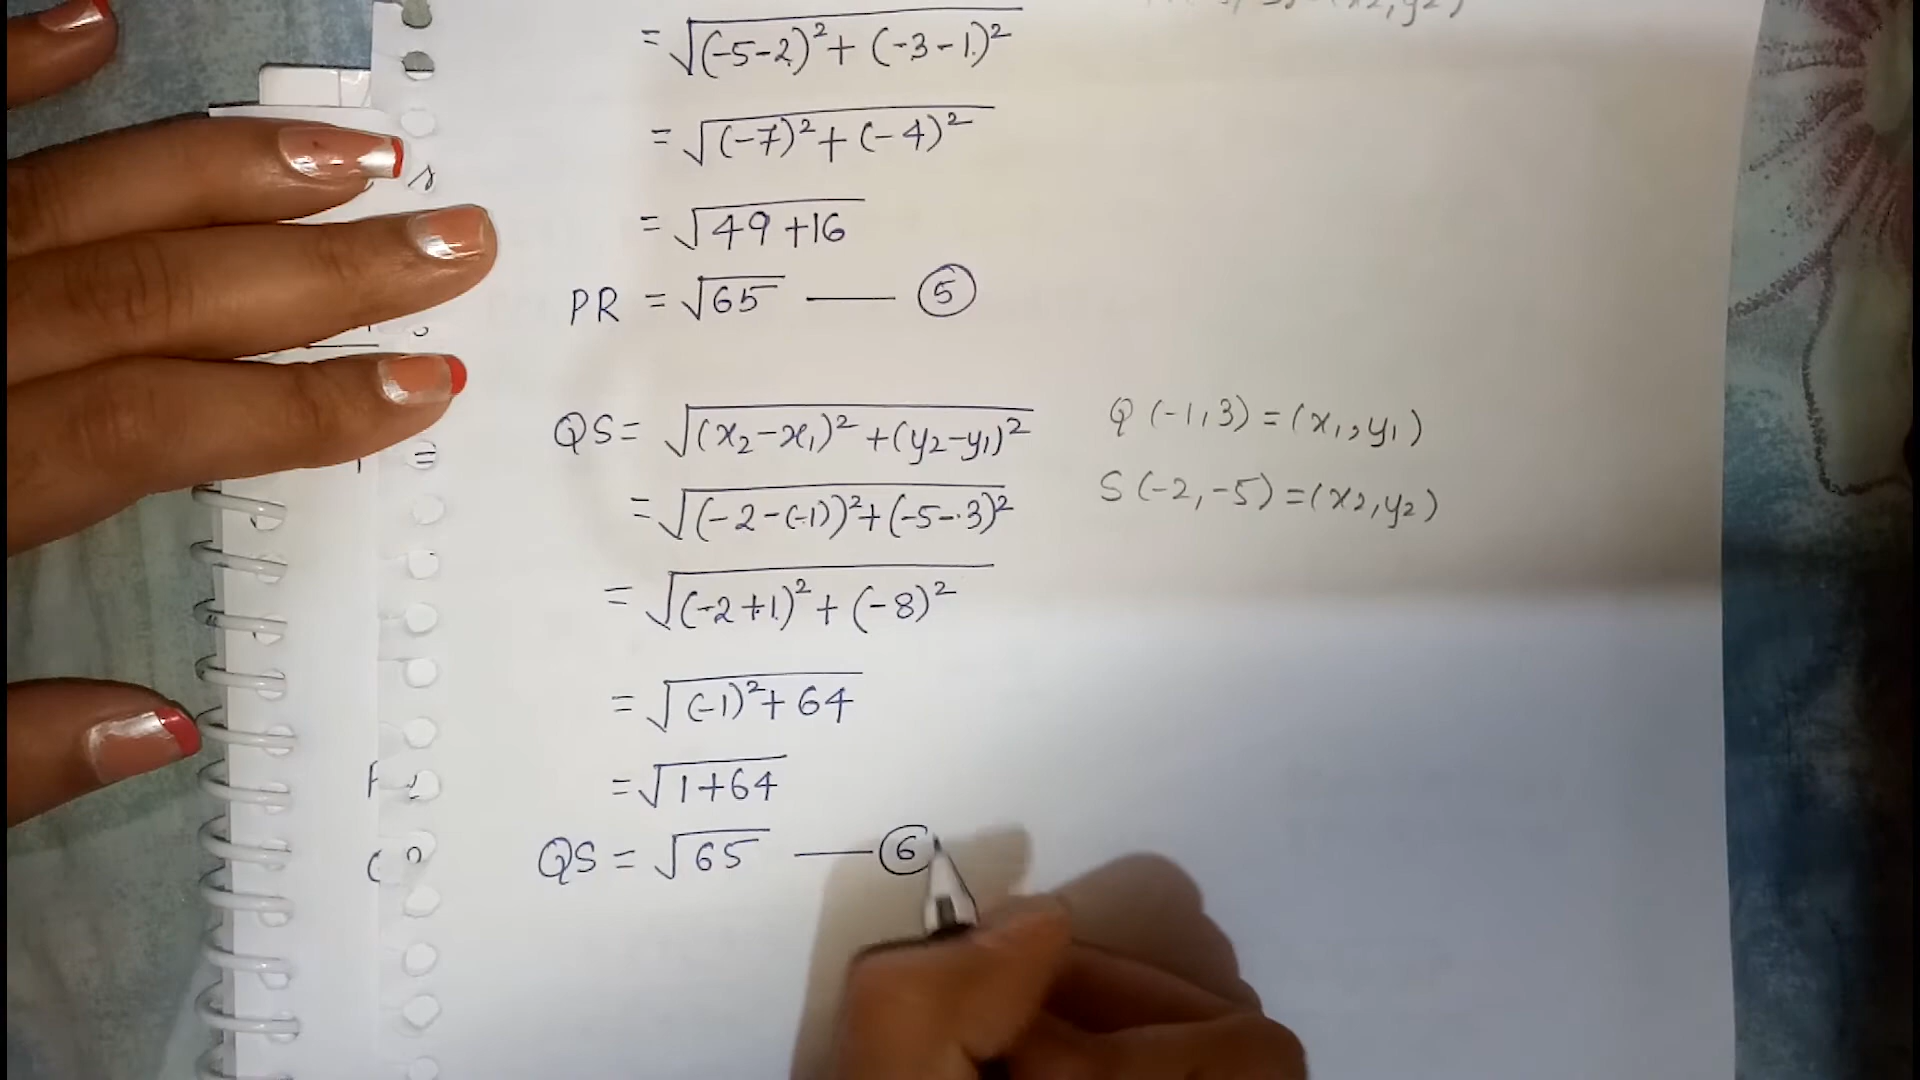 = √(-5-2)² + (-3-1)²
= √(-7)² + (-4)²
= √49+16
PR = √65 —— ⑤
QS = √(x₂-x₁)² + (y₂-y₁)²
Q (-1,3) = (x₁, y₁)
= √(-2-(-1))² + (-5-3)²
S (-2,-5) = (x₂, y₂)
= √(-2+1)² + (-8)²
= √(-1)² + 64
= √1+64
QS = √65 —— ⑥